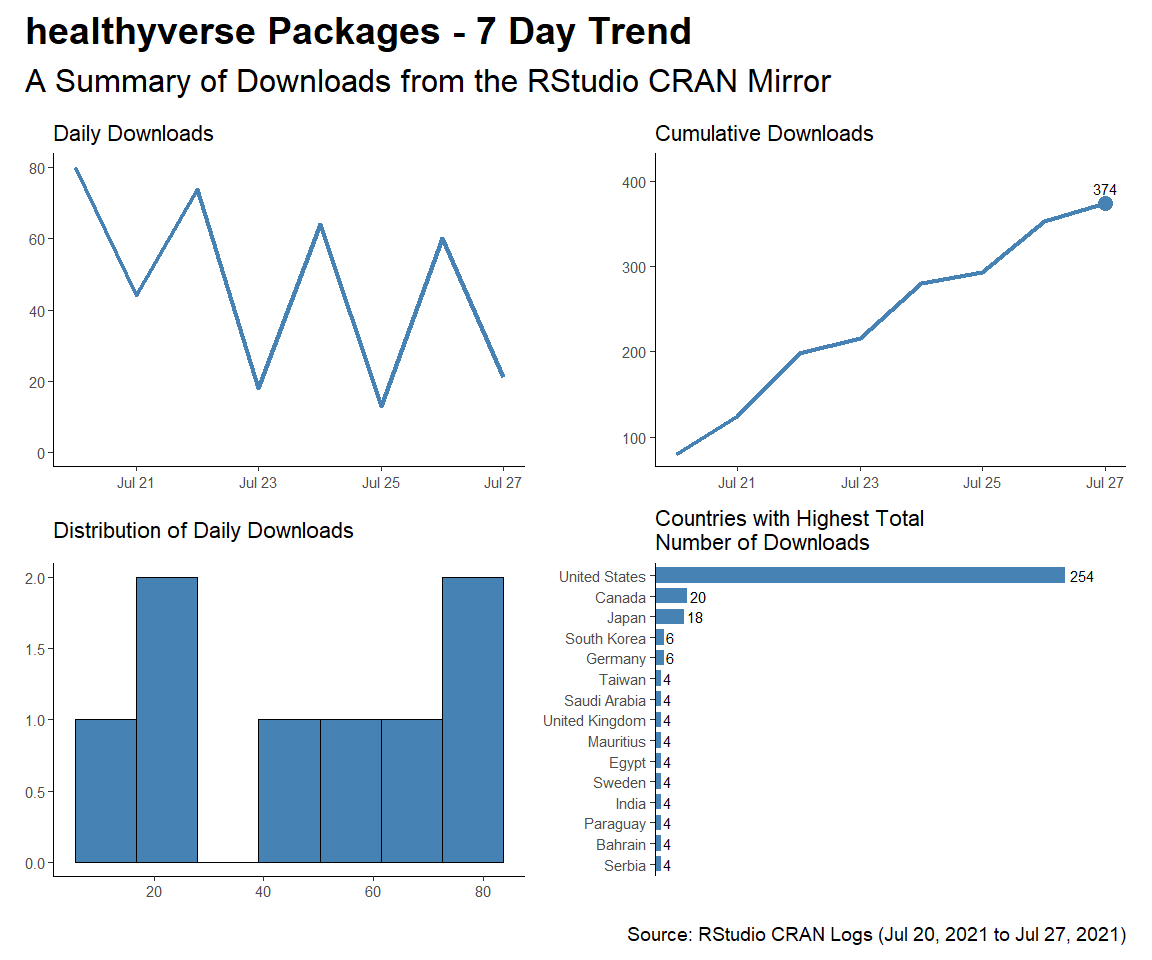 healthyverse Packages - 7 Day Trend
A Summary of Downloads from the RStudio CRAN Mirror
Daily Downloads
80
60
40
20
0
Jul 21 Jul 23 Jul 25 Jul 27
Cumulative Downloads
400
300
200
100
374
Jul 21 Jul 23 Jul 25 Jul 27
Distribution of Daily Downloads
2.0
1.5
1.0
0.5
0.0
20 40 60 80
Countries with Highest Total
Number of Downloads
United States 254
Canada 20
Japan 18
South Korea 6
Germany 6
Taiwan 4
Saudi Arabia 4
United Kingdom 4
Mauritius 4
Egypt 4
Sweden 4
India 4
Paraguay 4
Bahrain 4
Serbia 4
Source: RStudio CRAN Logs (Jul 20, 2021 to Jul 27, 2021)